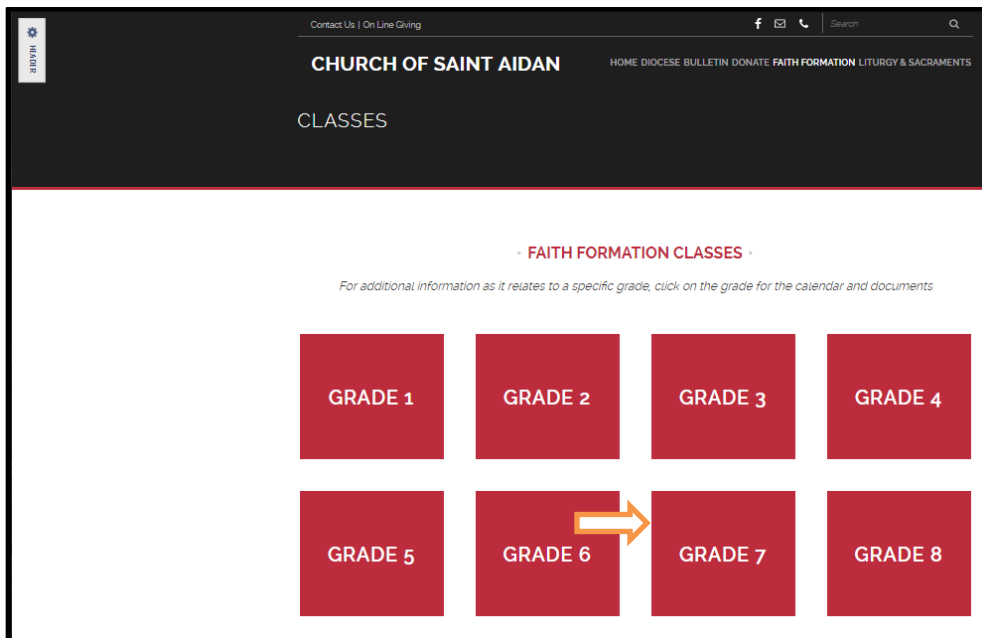 HEADER
Contact Us | On Line Giving
Search
CHURCH OF SAINT AIDAN
HOME DIOCESE BULLETIN DONATE FAITH FORMATION LITURGY & SACRAMENTS
CLASSES
- FAITH FORMATION CLASSES -
For additional information as it relates to a specific grade, click on the grade for the calendar and documents
GRADE 1 GRADE 2 GRADE 3 GRADE 4
GRADE 5 GRADE 6 GRADE 7 GRADE 8